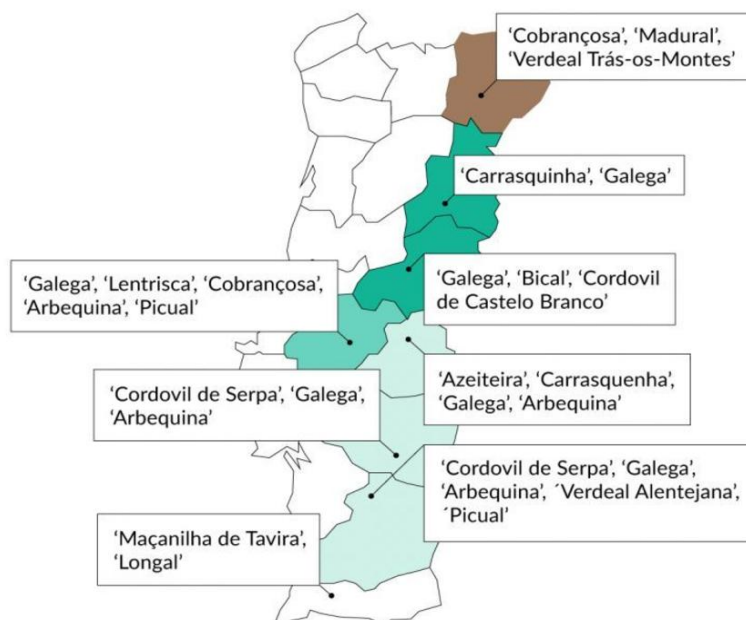 ‘Cobrançosa’, ‘Madural’,
‘Verdeal Trás-os-Montes’
‘Carrasquinha’, ‘Galega’
‘Galega’, ‘Lentrisca’, ‘Cobrançosa’,
‘Arbequina’, ‘Picual’
‘Galega’, ‘Bical’, ‘Cordovil
de Castelo Branco’
‘Cordovil de Serpa’, ‘Galega’,
‘Arbequina’
‘Azeiteira’, ‘Carrasquenha’,
‘Galega’, ‘Arbequina’
‘Cordovil de Serpa’, ‘Galega’,
‘Arbequina’, ´Verdeal Alentejana’,
´Picual’
‘Maçanilha de Tavira’,
‘Longal’